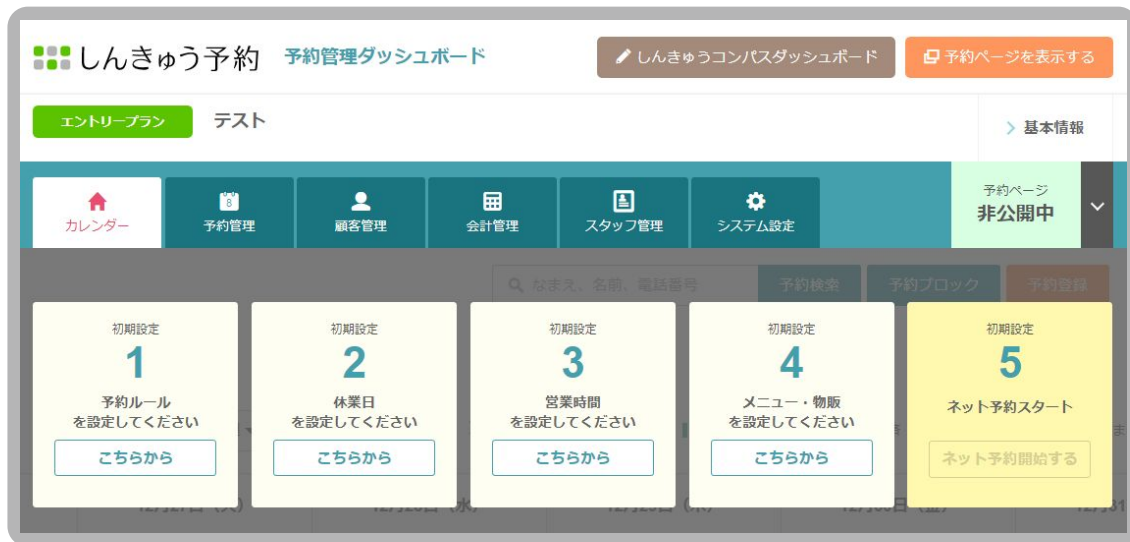 しんきゅう予約 予約管理ダッシュボード しんきゅうコンパスダッシュボード 予約ページを表示する
エントリープラン テスト 基本情報
カレンダー 予約管理 顧客管理 会計管理 スタッフ管理 システム設定
予約ページ
非公開中
なまえ、名前、電話番号 予約検索 予約ブロック 予約登録
初期設定
1
予約ルール
を設定してください
こちらから
初期設定
2
休業日
を設定してください
こちらから
初期設定
3
営業時間
を設定してください
こちらから
初期設定
4
メニュー・物販
を設定してください
こちらから
初期設定
5
ネット予約スタート
ネット予約開始する